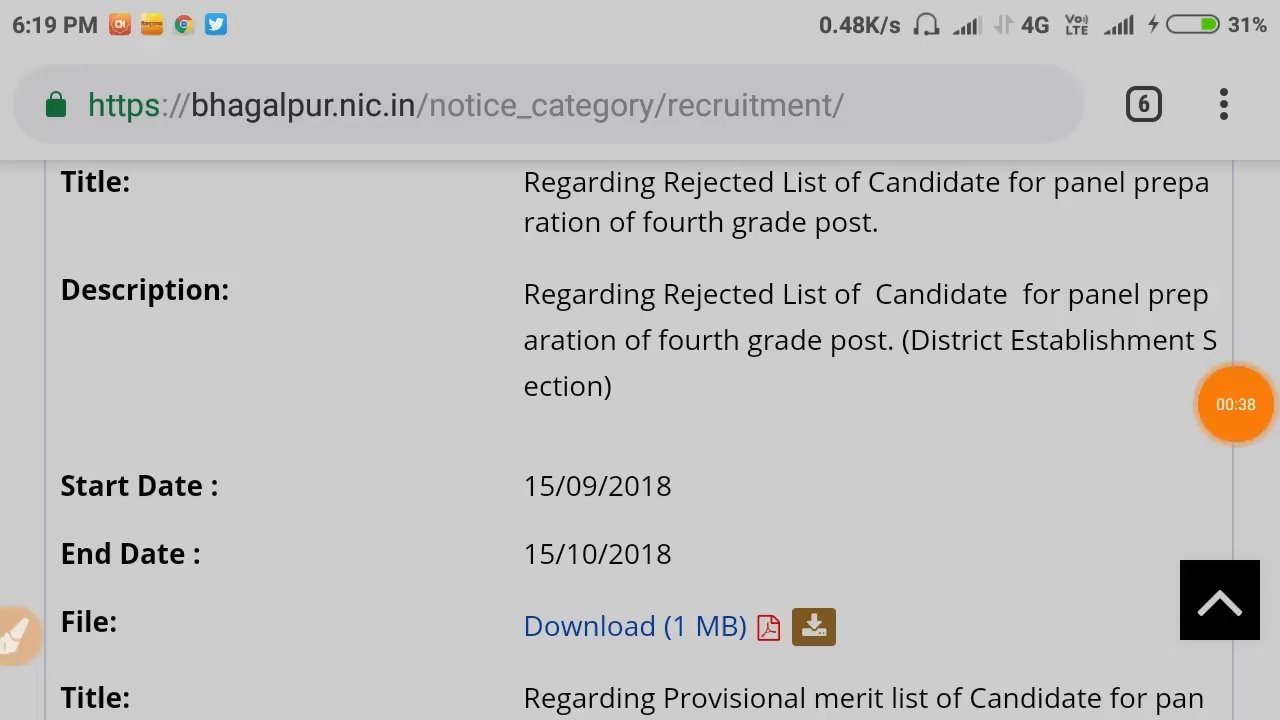 6:19 PM 0.48K/s 4G Vo) LTE 31%
https://bhagalpur.nic.in/notice_category/recruitment/ 6
Title: Regarding Rejected List of Candidate for panel prepa
ration of fourth grade post.
Description: Regarding Rejected List of Candidate for panel prep
aration of fourth grade post. (District Establishment S
ection)
00:38
Start Date : 15/09/2018
End Date : 15/10/2018
File: Download (1 MB)
Title: Regarding Provisional merit list of Candidate for pan